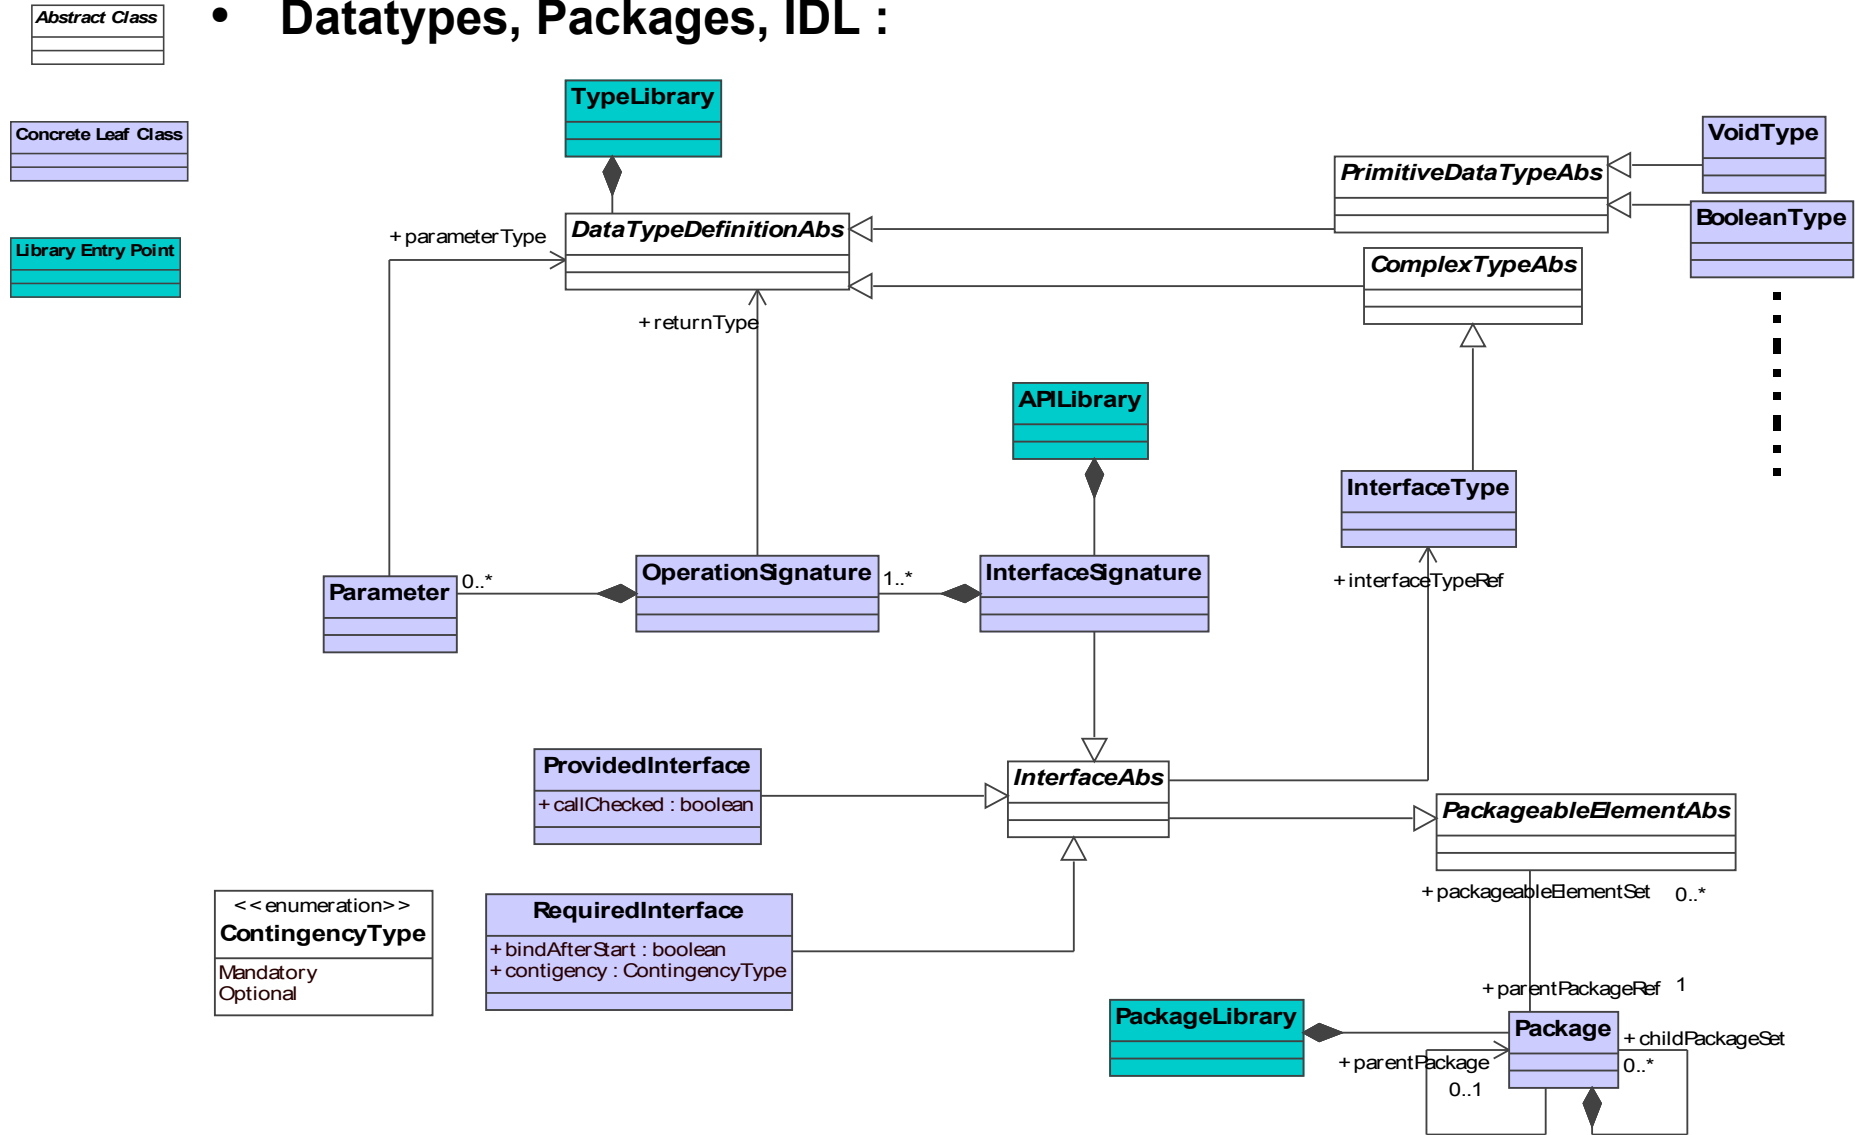 • Datatypes, Packages, IDL :
Abstract Class
Concrete Leaf Class
Library Entry Point
TypeLibrary
VoidType
PrimitiveDataTypeAbs
BooleanType
DataTypeDefinitionAbs
+ parameterType
ComplexTypeAbs
+ returnType
APILibrary
InterfaceType
OperationSignature
InterfaceSignature
Parameter
0..*
1..*
+ interfaceTypeRef
ProvidedInterface
+ callChecked : boolean
InterfaceAbs
PackageableElementAbs
+ packageableElementSet
0..*
<<enumeration>>
ContingencyType
Mandatory
Optional
RequiredInterface
+ bindAfterStart : boolean
+ contigency : ContingencyType
+ parentPackageRef
1
PackageLibrary
Package
+ childPackageSet
0..*
+ parentPackage
0..1